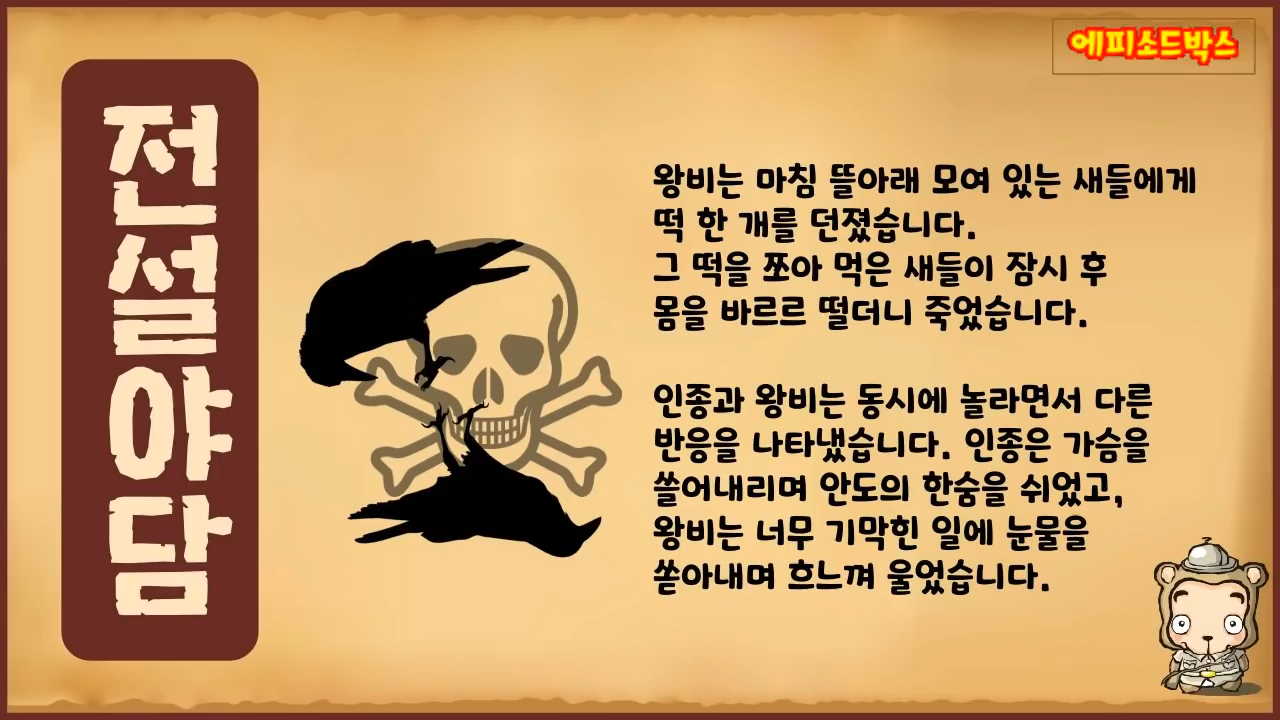 에피소드박스
전설야담
왕비는 마침 뜰아래 모여 있는 새들에게
떡 한 개를 던졌습니다.
그 떡을 쪼아 먹은 새들이 잠시 후
몸을 바르르 떨더니 죽었습니다.
인종과 왕비는 동시에 놀라면서 다른
반응을 나타냈습니다. 인종은 가슴을
쓸어내리며 안도의 한숨을 쉬었고,
왕비는 너무 기막힌 일에 눈물을
쏟아내며 흐느껴 울었습니다.